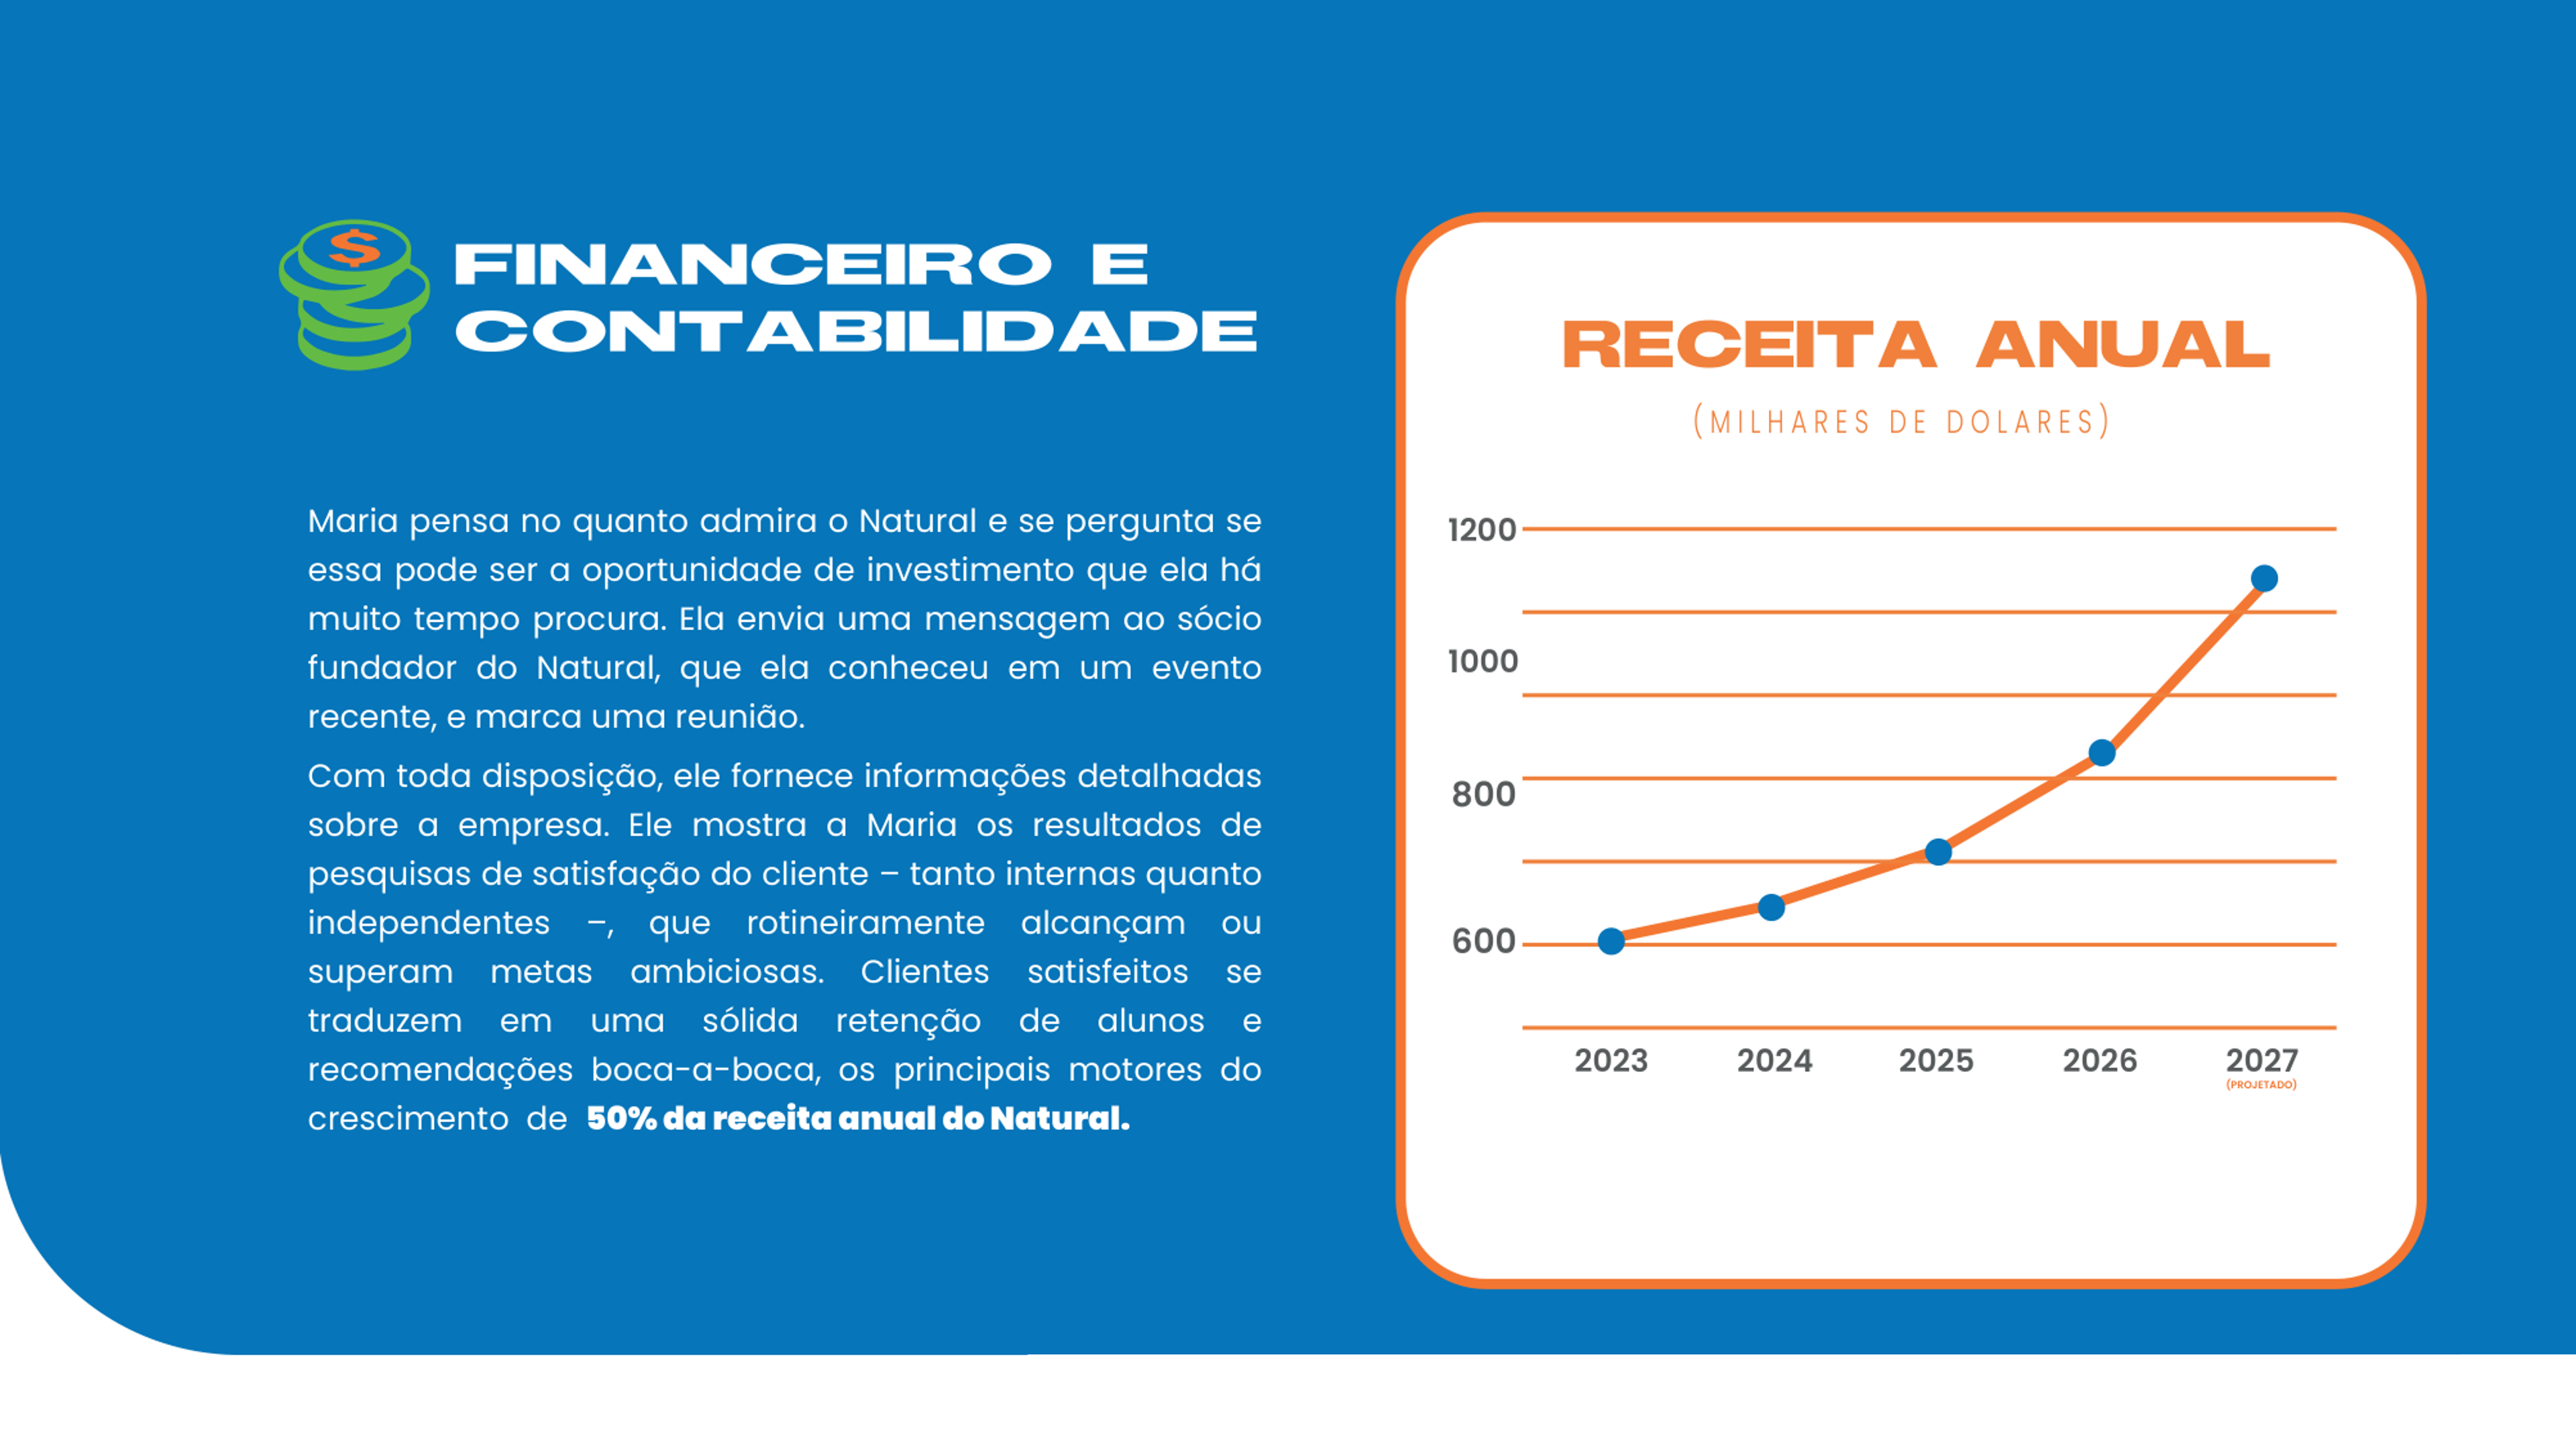 $
FINANCEIRO E
CONTABILIDADE
Maria pensa no quanto admira o Natural e se pergunta se
essa pode ser a oportunidade de investimento que ela há
muito tempo procura. Ela envia uma mensagem ao sócio
fundador do Natural, que ela conheceu em um evento
recente, e marca uma reunião.
Com toda disposição, ele fornece informações detalhadas
sobre a empresa. Ele mostra a Maria os resultados de
pesquisas de satisfação do cliente – tanto internas quanto
independentes –, que rotineiramente alcançam ou
superam metas ambiciosas. Clientes satisfeitos se
traduzem em uma sólida retenção de alunos e
recomendações boca-a-boca, os principais motores do
crescimento de 50% da receita anual do Natural.
RECEITA ANUAL
(MILHARES DE DOLARES)
1200
1000
800
600
2023 2024 2025 2026 2027
(PROJETADO)